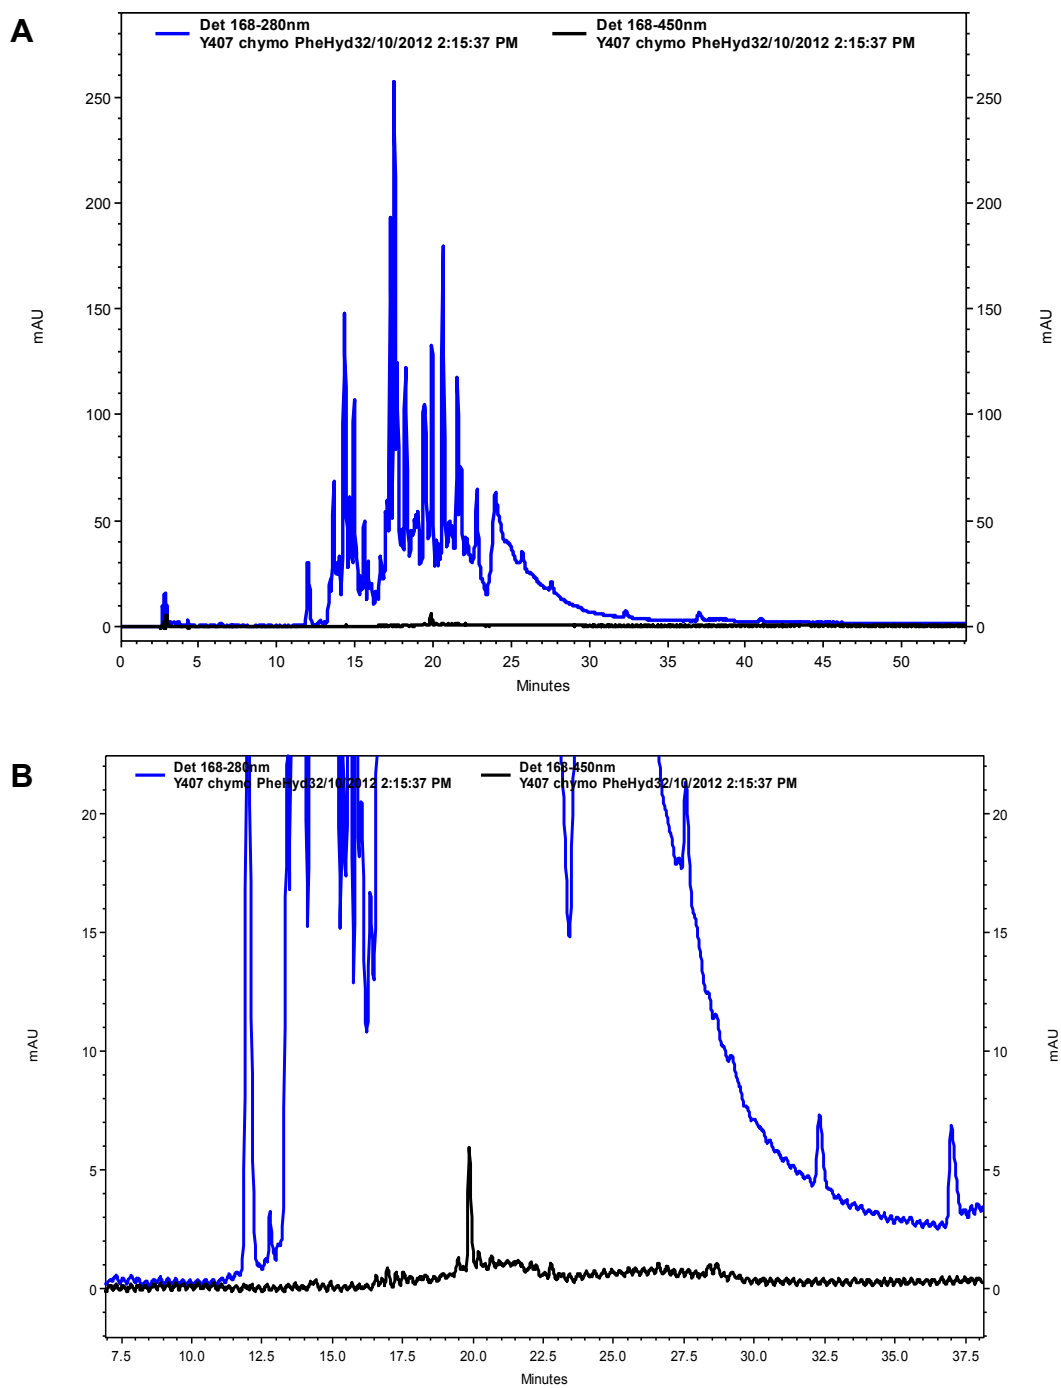 A
Det 168-280nm
Y407 chymo PheHyd32/10/2012 2:15:37 PM
Det 168-450nm
Y407 chymo PheHyd32/10/2012 2:15:37 PM
250
200
150
100
50
0
250
200
150
100
50
0
mAU
mAU
0 5 10 15 20 25 30 35 40 45 50
Minutes
B
Det 168-280nm
Y407 chymo PheHyd32/10/2012 2:15:37 PM
Det 168-450nm
Y407 chymo PheHyd32/10/2012 2:15:37 PM
20
15
10
5
0
20
15
10
5
0
mAU
mAU
7.5 10.0 12.5 15.0 17.5 20.0 22.5 25.0 27.5 30.0 32.5 35.0 37.5
Minutes